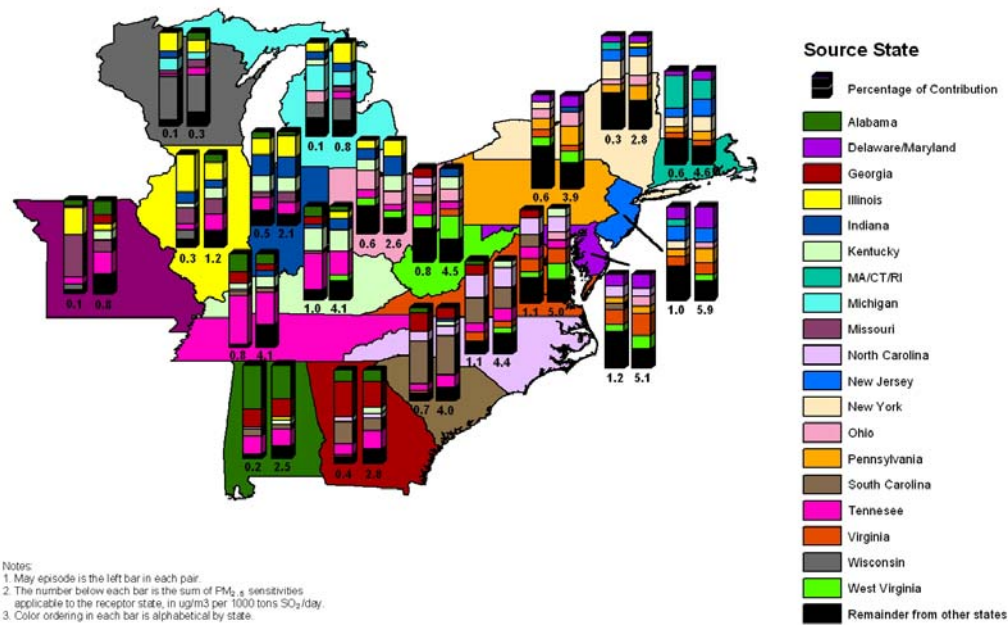 Source State
Percentage of Contribution
Alabama
Delaware/Maryland
Georgia
Illinois
Indiana
Kentucky
MA/CT/RI
Michigan
Missouri
North Carolina
New Jersey
New York
Ohio
Pennsylvania
South Carolina
Tennesee
Virginia
Wisconsin
West Virginia
Remainder from other states
0.1 0.3
0.1 0.8
0.3 2.8
0.6 4.6
0.6 3.9
0.5 2.1
0.6 2.6
0.3 1.2
0.8 4.5
0.1 0.8
1.0 4.1
1.1 5.0
1.0 5.9
0.8 4.1
1.1 4.4
1.2 5.1
0.7 4.0
0.2 2.5
0.4
Notes:
1. May episode is the left bar in each pair.
2. The number below each bar is the sum of PM2.5 sensitivities
applicable to the receptor state, in ug/m3 per 1000 tons SO2/day.
3. Color ordering in each bar is alphabetical by state.